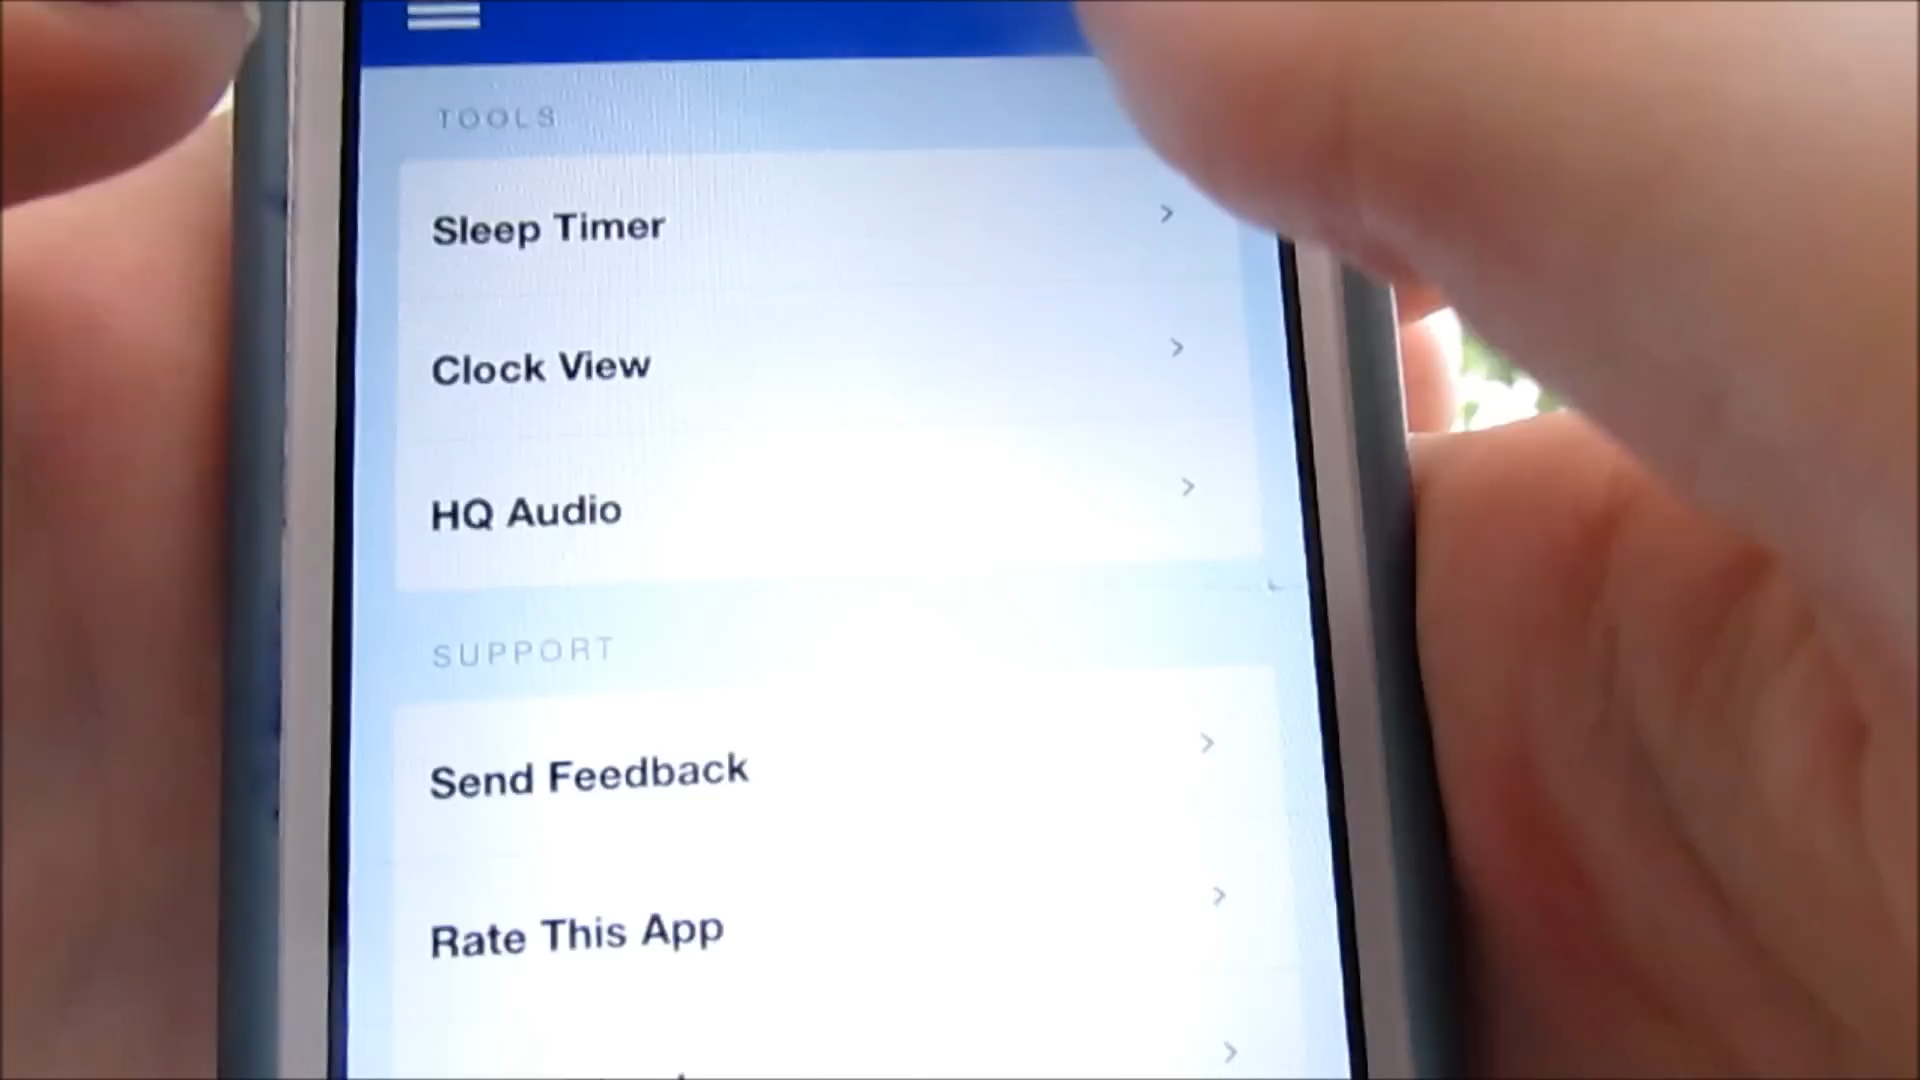 TOOLS
Sleep Timer
Clock View
HQ Audio
SUPPORT
Send Feedback
Rate This App